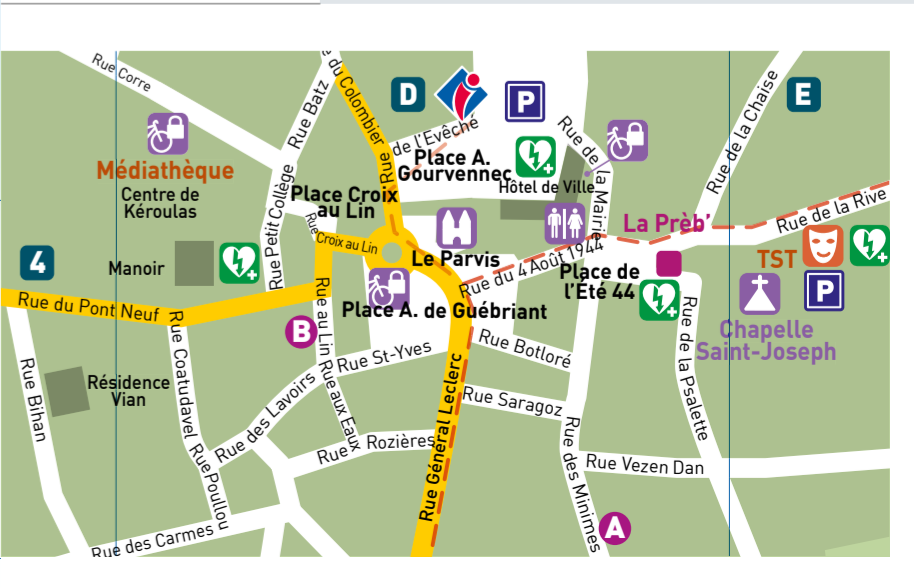 Rue Corre
Rue Batz
Rue du Colombier
D
P
E
Rue de l'Evêché
Place A.
Gourvennec
Hôtel de Ville
Rue de la Mairie
Rue de la Chaise
Médiathèque
Centre de
Kéroulas
Rue Petit Collège
Place Croix
au Lin
Rue Croix au Lin
Le Parvis
Rue du 4 Août 1944
La Prèb'
Rue de la Rive
TST
P
4
Manoir
Place de
l'Été 44
Place A. de Guébriant
Chapelle
Saint-Joseph
Rue du Pont Neuf
B
Rue au Lin
Rue St-Yves
Rue Botloré
Rue de la Psalette
Rue Bihan
Résidence
Vian
Rue Coatudavel
Rue des Lavoirs
Rue aux Eaux
Rue Général Leclerc
Rue Saragoz
Rue Rozières
Rue Poullou
Rue des Minimes
Rue Vezen Dan
A
Rue des Carmes